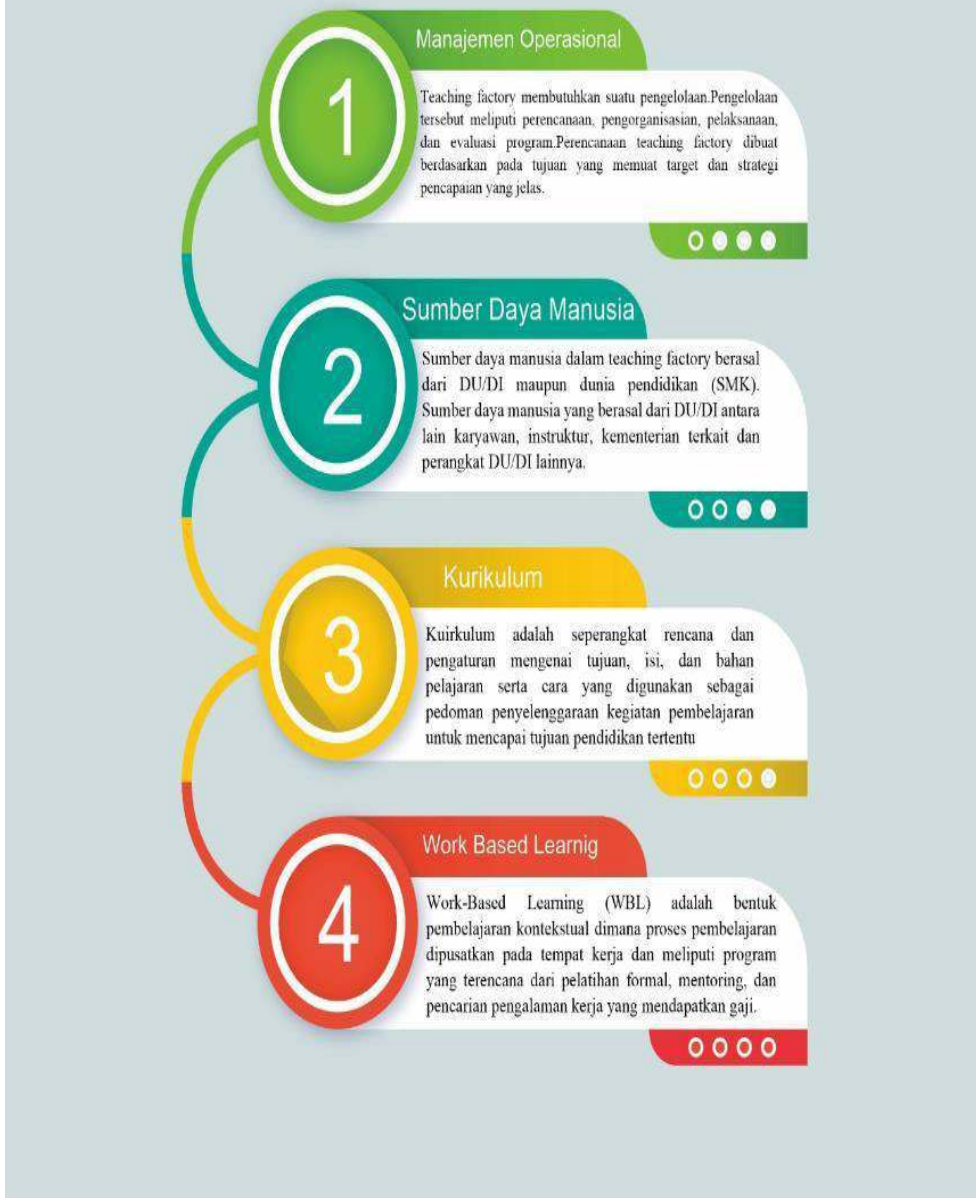 1
Manajemen Operasional
Teaching factory membutuhkan suatu pengelolaan.Pengelolaan
tersebut meliputi perencanaan, pengorganisasian, pelaksanaan,
dan evaluasi program.Perencanaan teaching factory dibuat
berdasarkan pada tujuan yang memuat target dan strategi
pencapaian yang jelas.
2
Sumber Daya Manusia
Sumber daya manusia dalam teaching factory berasal
dari DU/DI maupun dunia pendidikan (SMK).
Sumber daya manusia yang berasal dari DU/DI antara
lain karyawan, instruktur, kementerian terkait dan
perangkat DU/DI lainnya.
3
Kurikulum
Kuirkulum adalah seperangkat rencana dan
pengaturan mengenai tujuan, isi, dan bahan
pelajaran serta cara yang digunakan sebagai
pedoman penyelenggaraan kegiatan pembelajaran
untuk mencapai tujuan pendidikan tertentu
4
Work Based Learnig
Work-Based Learning (WBL) adalah bentuk
pembelajaran kontekstual dimana proses pembelajaran
dipusatkan pada tempat kerja dan meliputi program
yang terencana dari pelatihan formal, mentoring, dan
pencarian pengalaman kerja yang mendapatkan gaji.